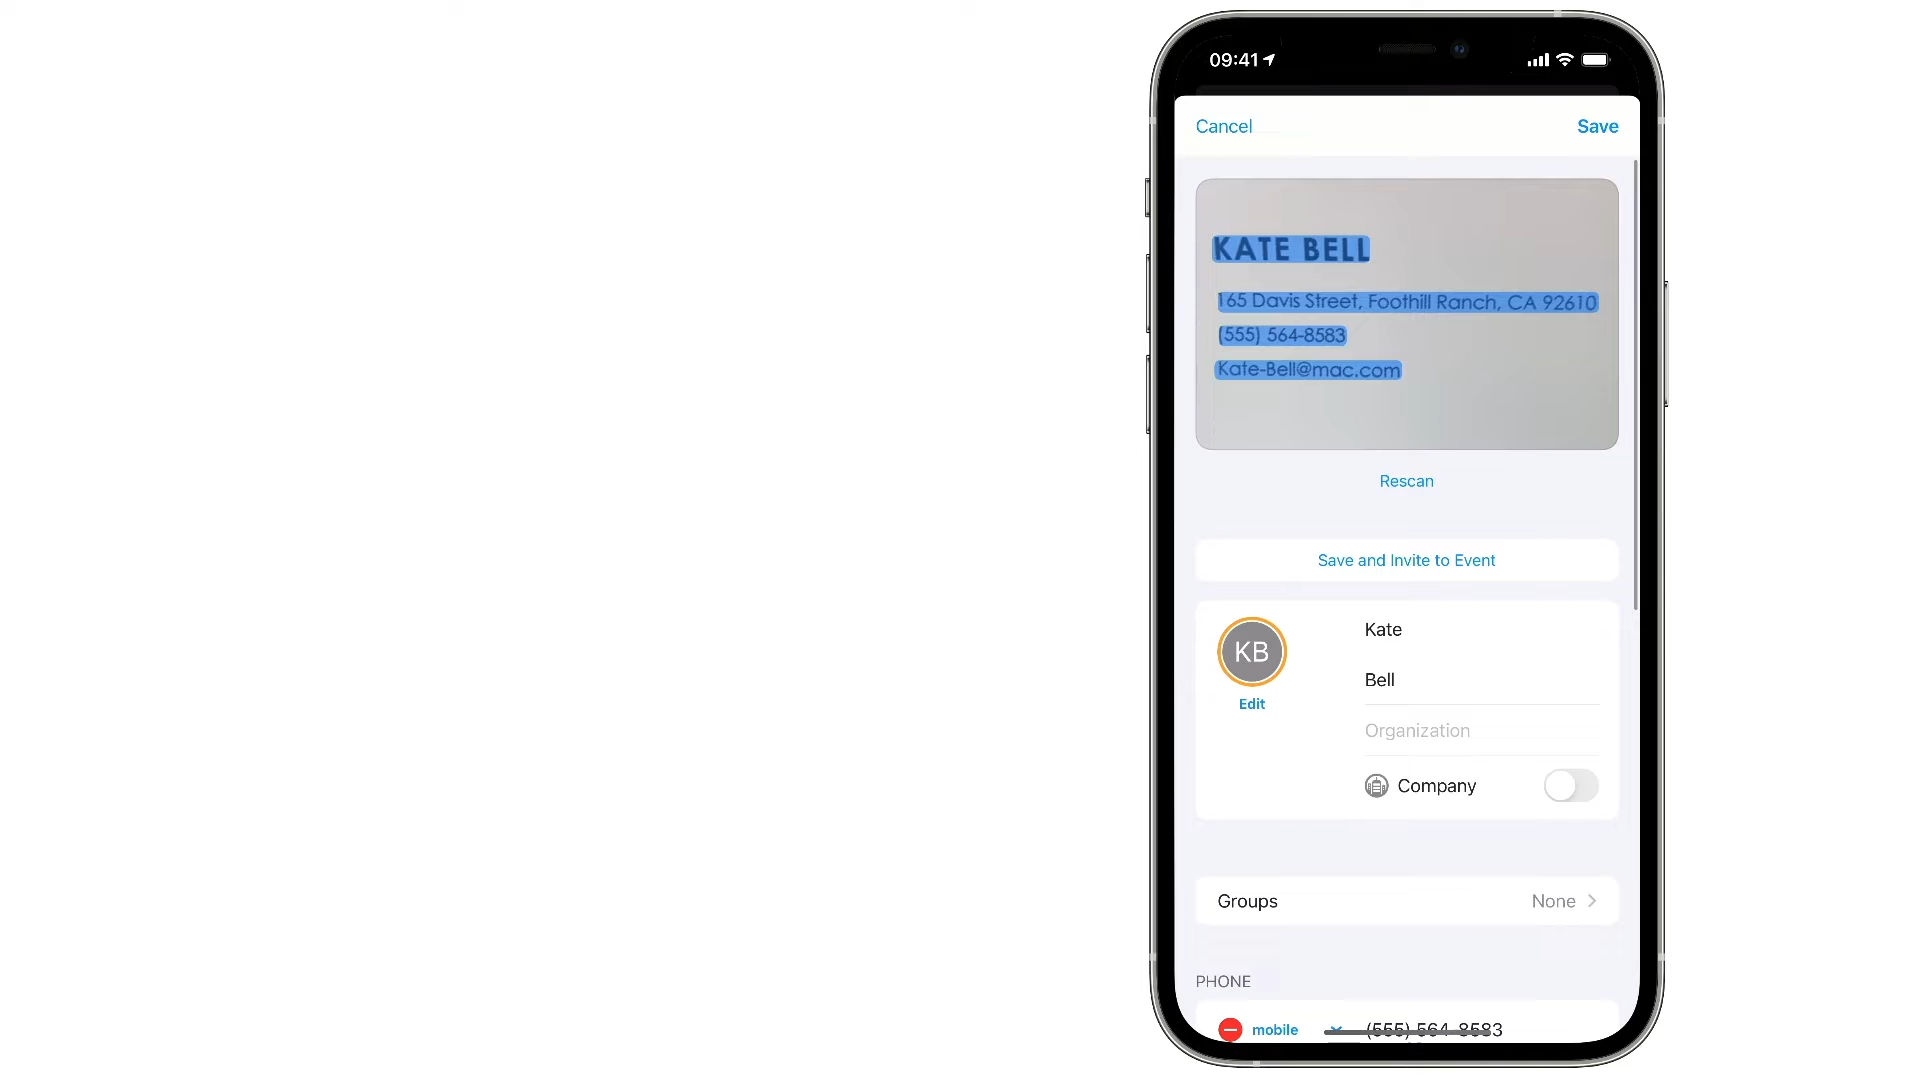 09:41
Cancel
Save
KATE BELL
165 Davis Street, Foothill Ranch, CA 92610
(555) 564-8583
Kate-Bell@mac.com
Rescan
Save and Invite to Event
KB
Edit
Kate
Bell
Organization
Company
Groups
None
PHONE
mobile
(555) 564-8583